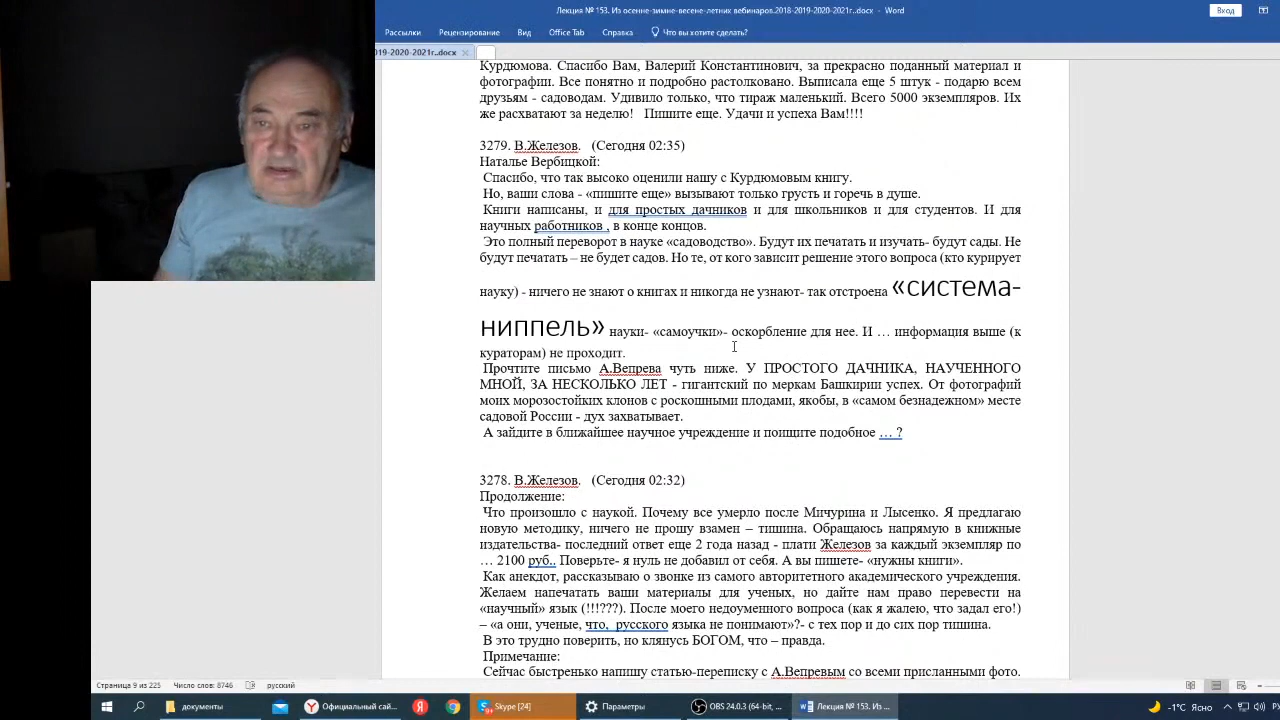 Лекция № 153. Из осенне-зимне-весене-летних вебинаров.2018-2019-2020-2021г..docx - Word
Вход
Рассылки Рецензирование Вид Office Tab Справка Что вы хотите сделать?
019-2020-2021г..docx
Курдюмова. Спасибо Вам, Валерий Константинович, за прекрасно поданный материал и
фотографии. Все понятно и подробно растолковано. Выписала еще 5 штук - подарю всем
друзьям - садоводам. Удивило только, что тираж маленький. Всего 5000 экземпляров. Их
же расхватают за неделю! Пишите еще. Удачи и успеха Вам!!!!
3279. В.Железов. (Сегодня 02:35)
Наталье Вербицкой:
Спасибо, что так высоко оценили нашу с Курдюмовым книгу.
Но, ваши слова - «пишите еще» вызывают только грусть и горечь в душе.
Книги написаны, и для простых дачников и для школьников и для студентов. И для
научных работников , в конце концов.
Это полный переворот в науке «садоводство». Будут их печатать и изучать- будут сады. Не
будут печатать – не будет садов. Но те, от кого зависит решение этого вопроса (кто курирует
науку) - ничего не знают о книгах и никогда не узнают- так отстроена «система-
ниппель» науки- «самоучки»- оскорбление для нее. И … информация выше (к
кураторам) не проходит.
Прочтите письмо А.Вепрева чуть ниже. У ПРОСТОГО ДАЧНИКА, НАУЧЕННОГО
МНОЙ, ЗА НЕСКОЛЬКО ЛЕТ - гигантский по меркам Башкирии успех. От фотографий
моих морозостойких клонов с роскошными плодами, якобы, в «самом безнадежном» месте
садовой России - дух захватывает.
А зайдите в ближайшее научное учреждение и поищите подобное … ?
3278. В.Железов. (Сегодня 02:32)
Продолжение:
Что произошло с наукой. Почему все умерло после Мичурина и Лысенко. Я предлагаю
новую методику, ничего не прошу взамен – тишина. Обращаюсь напрямую в книжные
издательства- последний ответ еще 2 года назад - плати Железов за каждый экземпляр по
… 2100 руб.. Поверьте- я нуль не добавил от себя. А вы пишете- «нужны книги».
Как анекдот, рассказываю о звонке из самого авторитетного академического учреждения.
Желаем напечатать ваши материалы для ученых, но дайте нам право перевести на
«научный» язык (!!!???). После моего недоуменного вопроса (как я жалею, что задал его!)
– «а они, ученые, что, русского языка не понимают»?- с тех пор и до сих пор тишина.
В это трудно поверить, но клянусь БОГОМ, что – правда.
Примечание:
Сейчас быстренько напишу статью-переписку с А.Вепревым со всеми присланными фото.
Страница 9 из 225 Число слов: 8746 русский
документы Официальный сай... Skype [24] Параметры OBS 24.0.3 (64-bit, ... Лекция № 153. Из ... -1°C Ясно